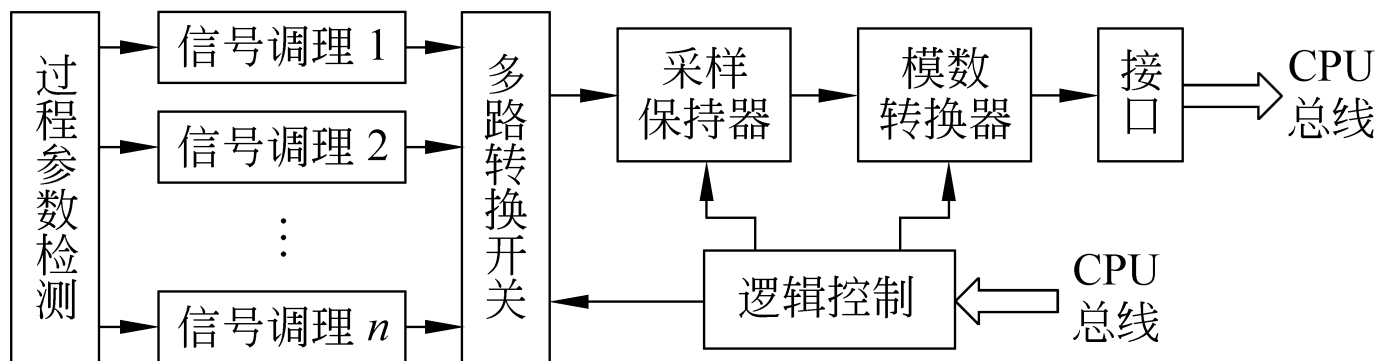 过程参数检测
信号调理 1
信号调理 2
⋮
信号调理 n
多路转换开关
采样
保持器
模数
转换器
接口
CPU
总线
逻辑控制
CPU
总线